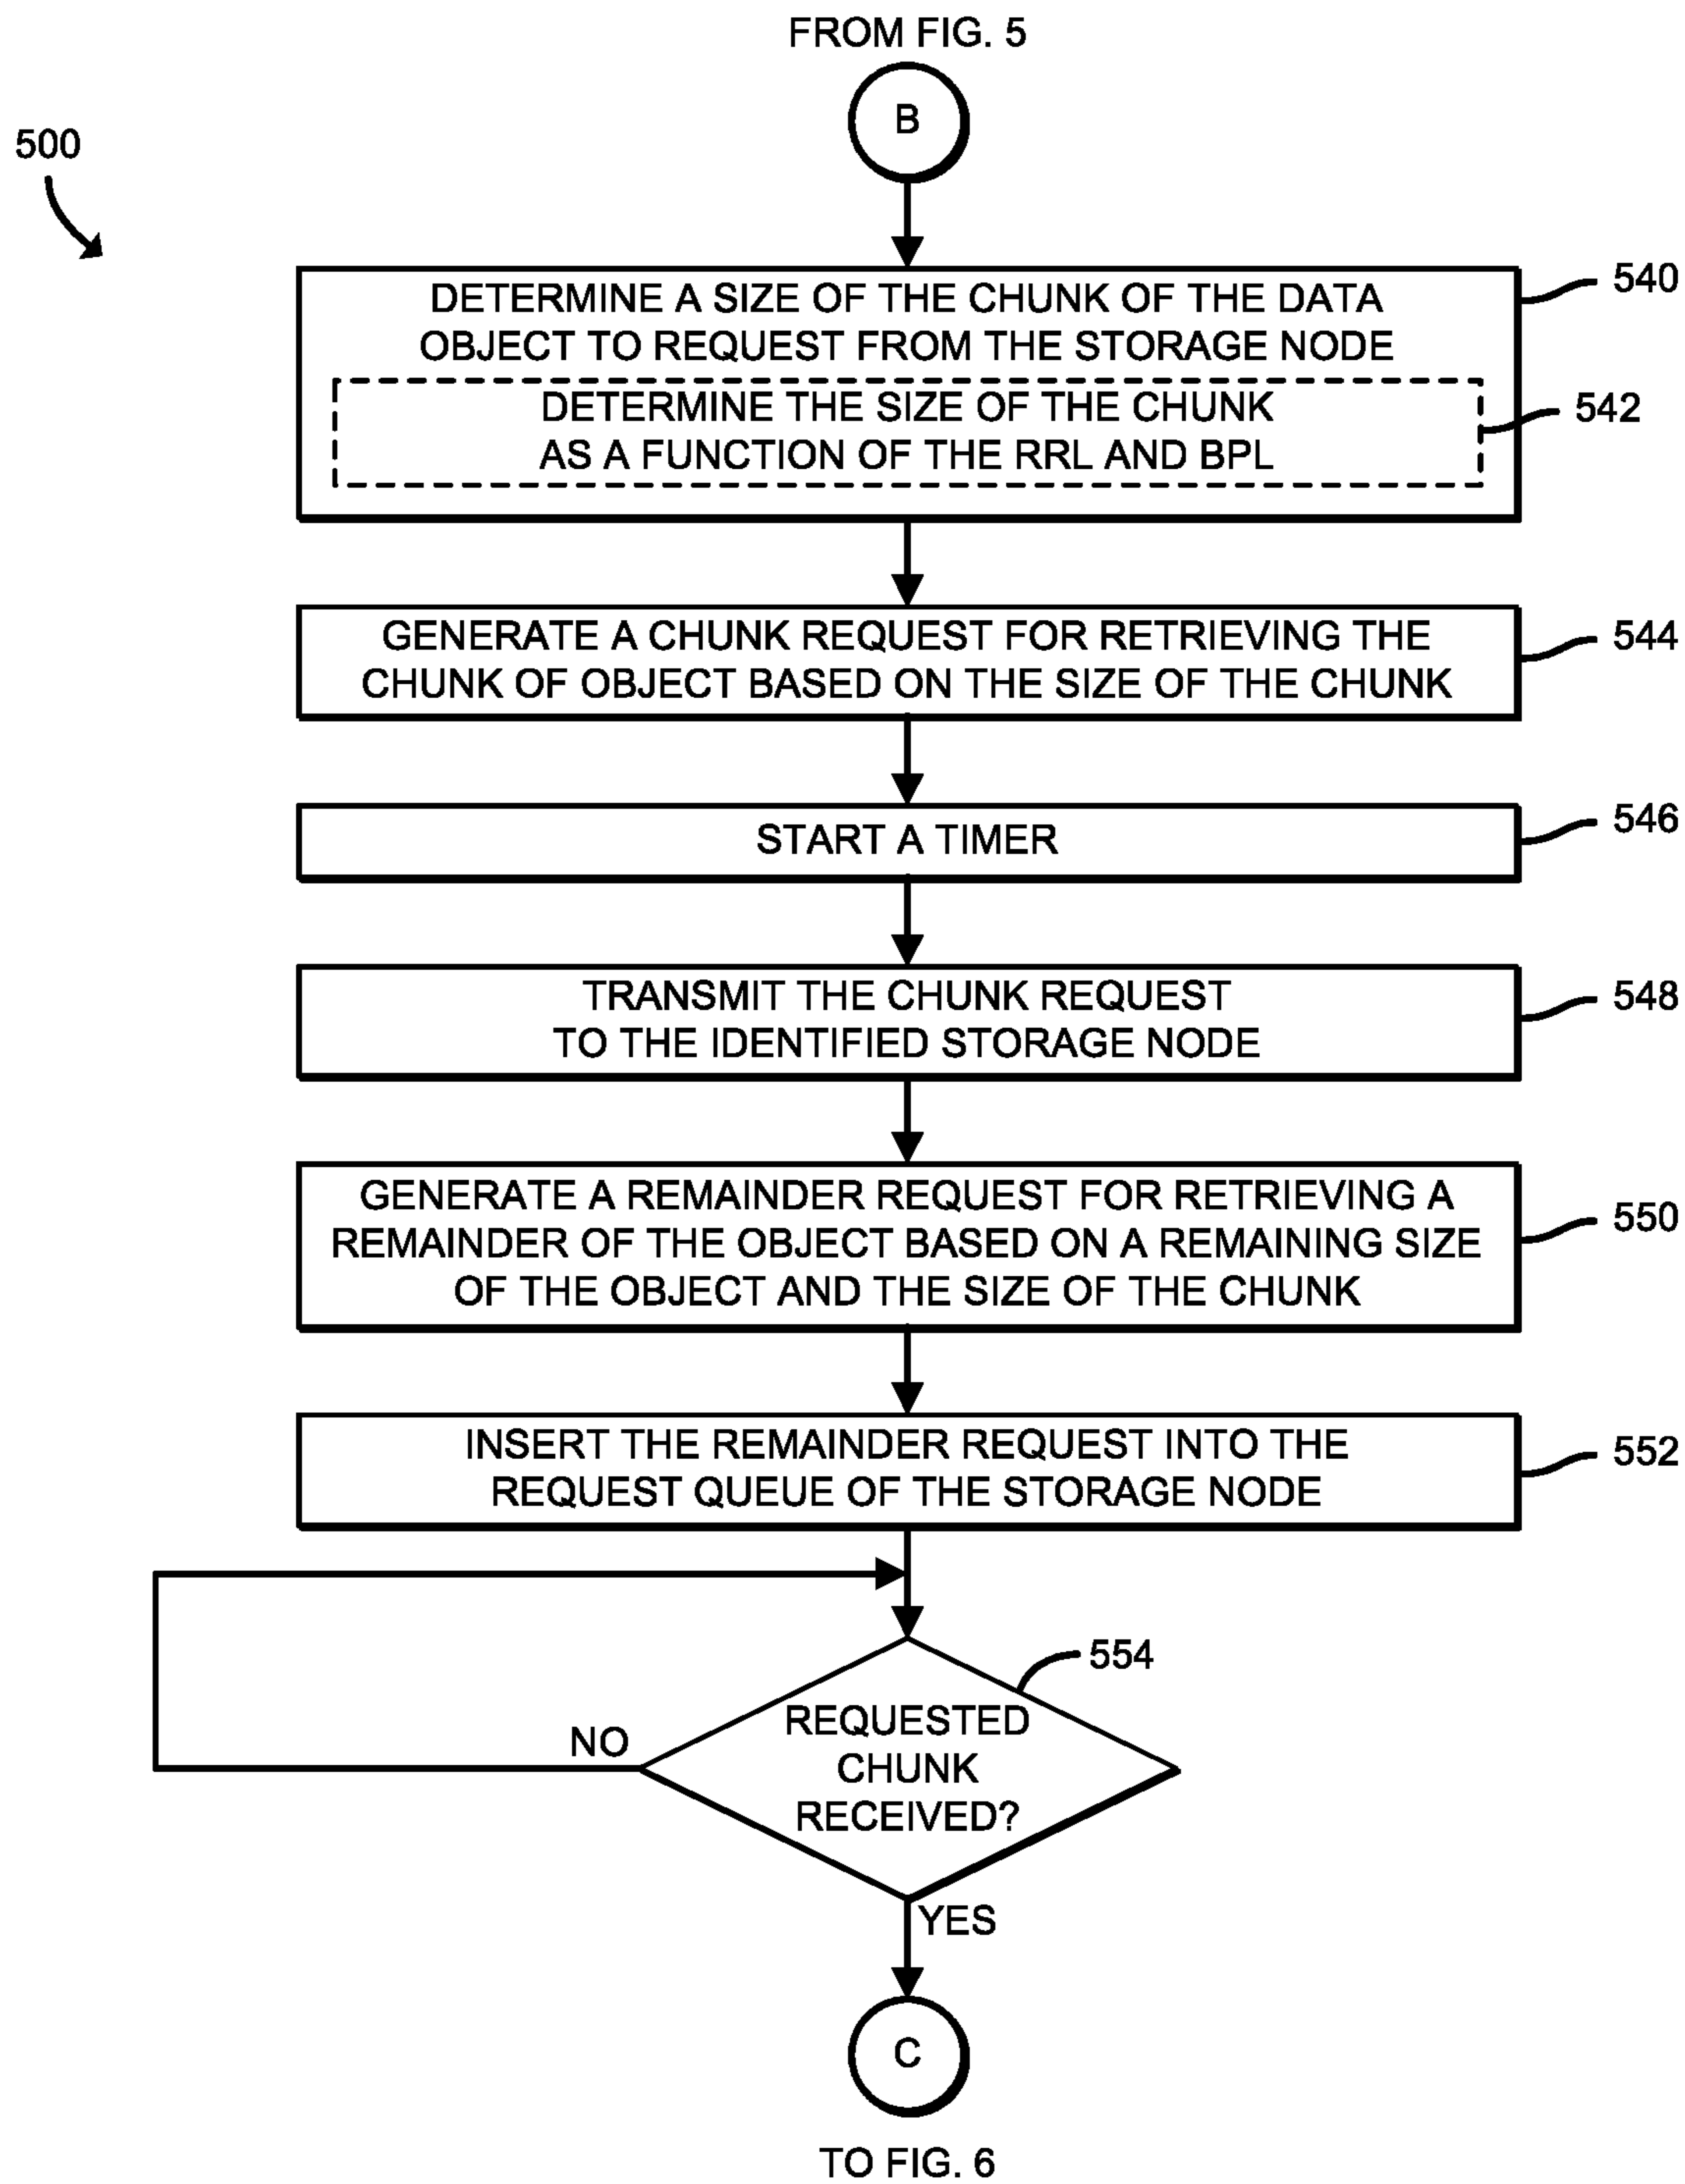 FROM FIG. 5
B
500
DETERMINE A SIZE OF THE CHUNK OF THE DATA
OBJECT TO REQUEST FROM THE STORAGE NODE
540
DETERMINE THE SIZE OF THE CHUNK
AS A FUNCTION OF THE RRL AND BPL
542
GENERATE A CHUNK REQUEST FOR RETRIEVING THE
CHUNK OF OBJECT BASED ON THE SIZE OF THE CHUNK
544
START A TIMER
546
TRANSMIT THE CHUNK REQUEST
TO THE IDENTIFIED STORAGE NODE
548
GENERATE A REMAINDER REQUEST FOR RETRIEVING A
REMAINDER OF THE OBJECT BASED ON A REMAINING SIZE
OF THE OBJECT AND THE SIZE OF THE CHUNK
550
INSERT THE REMAINDER REQUEST INTO THE
REQUEST QUEUE OF THE STORAGE NODE
552
554
REQUESTED
CHUNK
RECEIVED?
NO
YES
C
TO FIG. 6